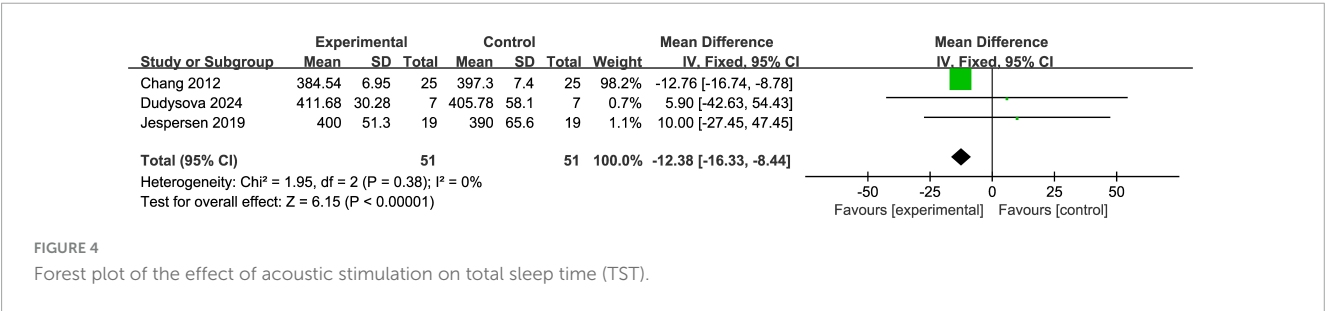 Experimental Control Mean Difference Mean Difference
Study or Subgroup Mean SD Total Mean SD Total Weight IV, Fixed, 95% CI IV, Fixed, 95% CI
Chang 2012 384.54 6.95 25 397.3 7.4 25 98.2% -12.76 [-16.74, -8.78]
Dudysova 2024 411.68 30.28 7 405.78 58.1 7 0.7% 5.90 [-42.63, 54.43]
Jespersen 2019 400 51.3 19 390 65.6 19 1.1% 10.00 [-27.45, 47.45]
Total (95% CI) 51 51 100.0% -12.38 [-16.33, -8.44]
Heterogeneity: Chi² = 1.95, df = 2 (P = 0.38); I² = 0%
Test for overall effect: Z = 6.15 (P < 0.00001)
-50 -25 0 25 50
Favours [experimental] Favours [control]
FIGURE 4
Forest plot of the effect of acoustic stimulation on total sleep time (TST).